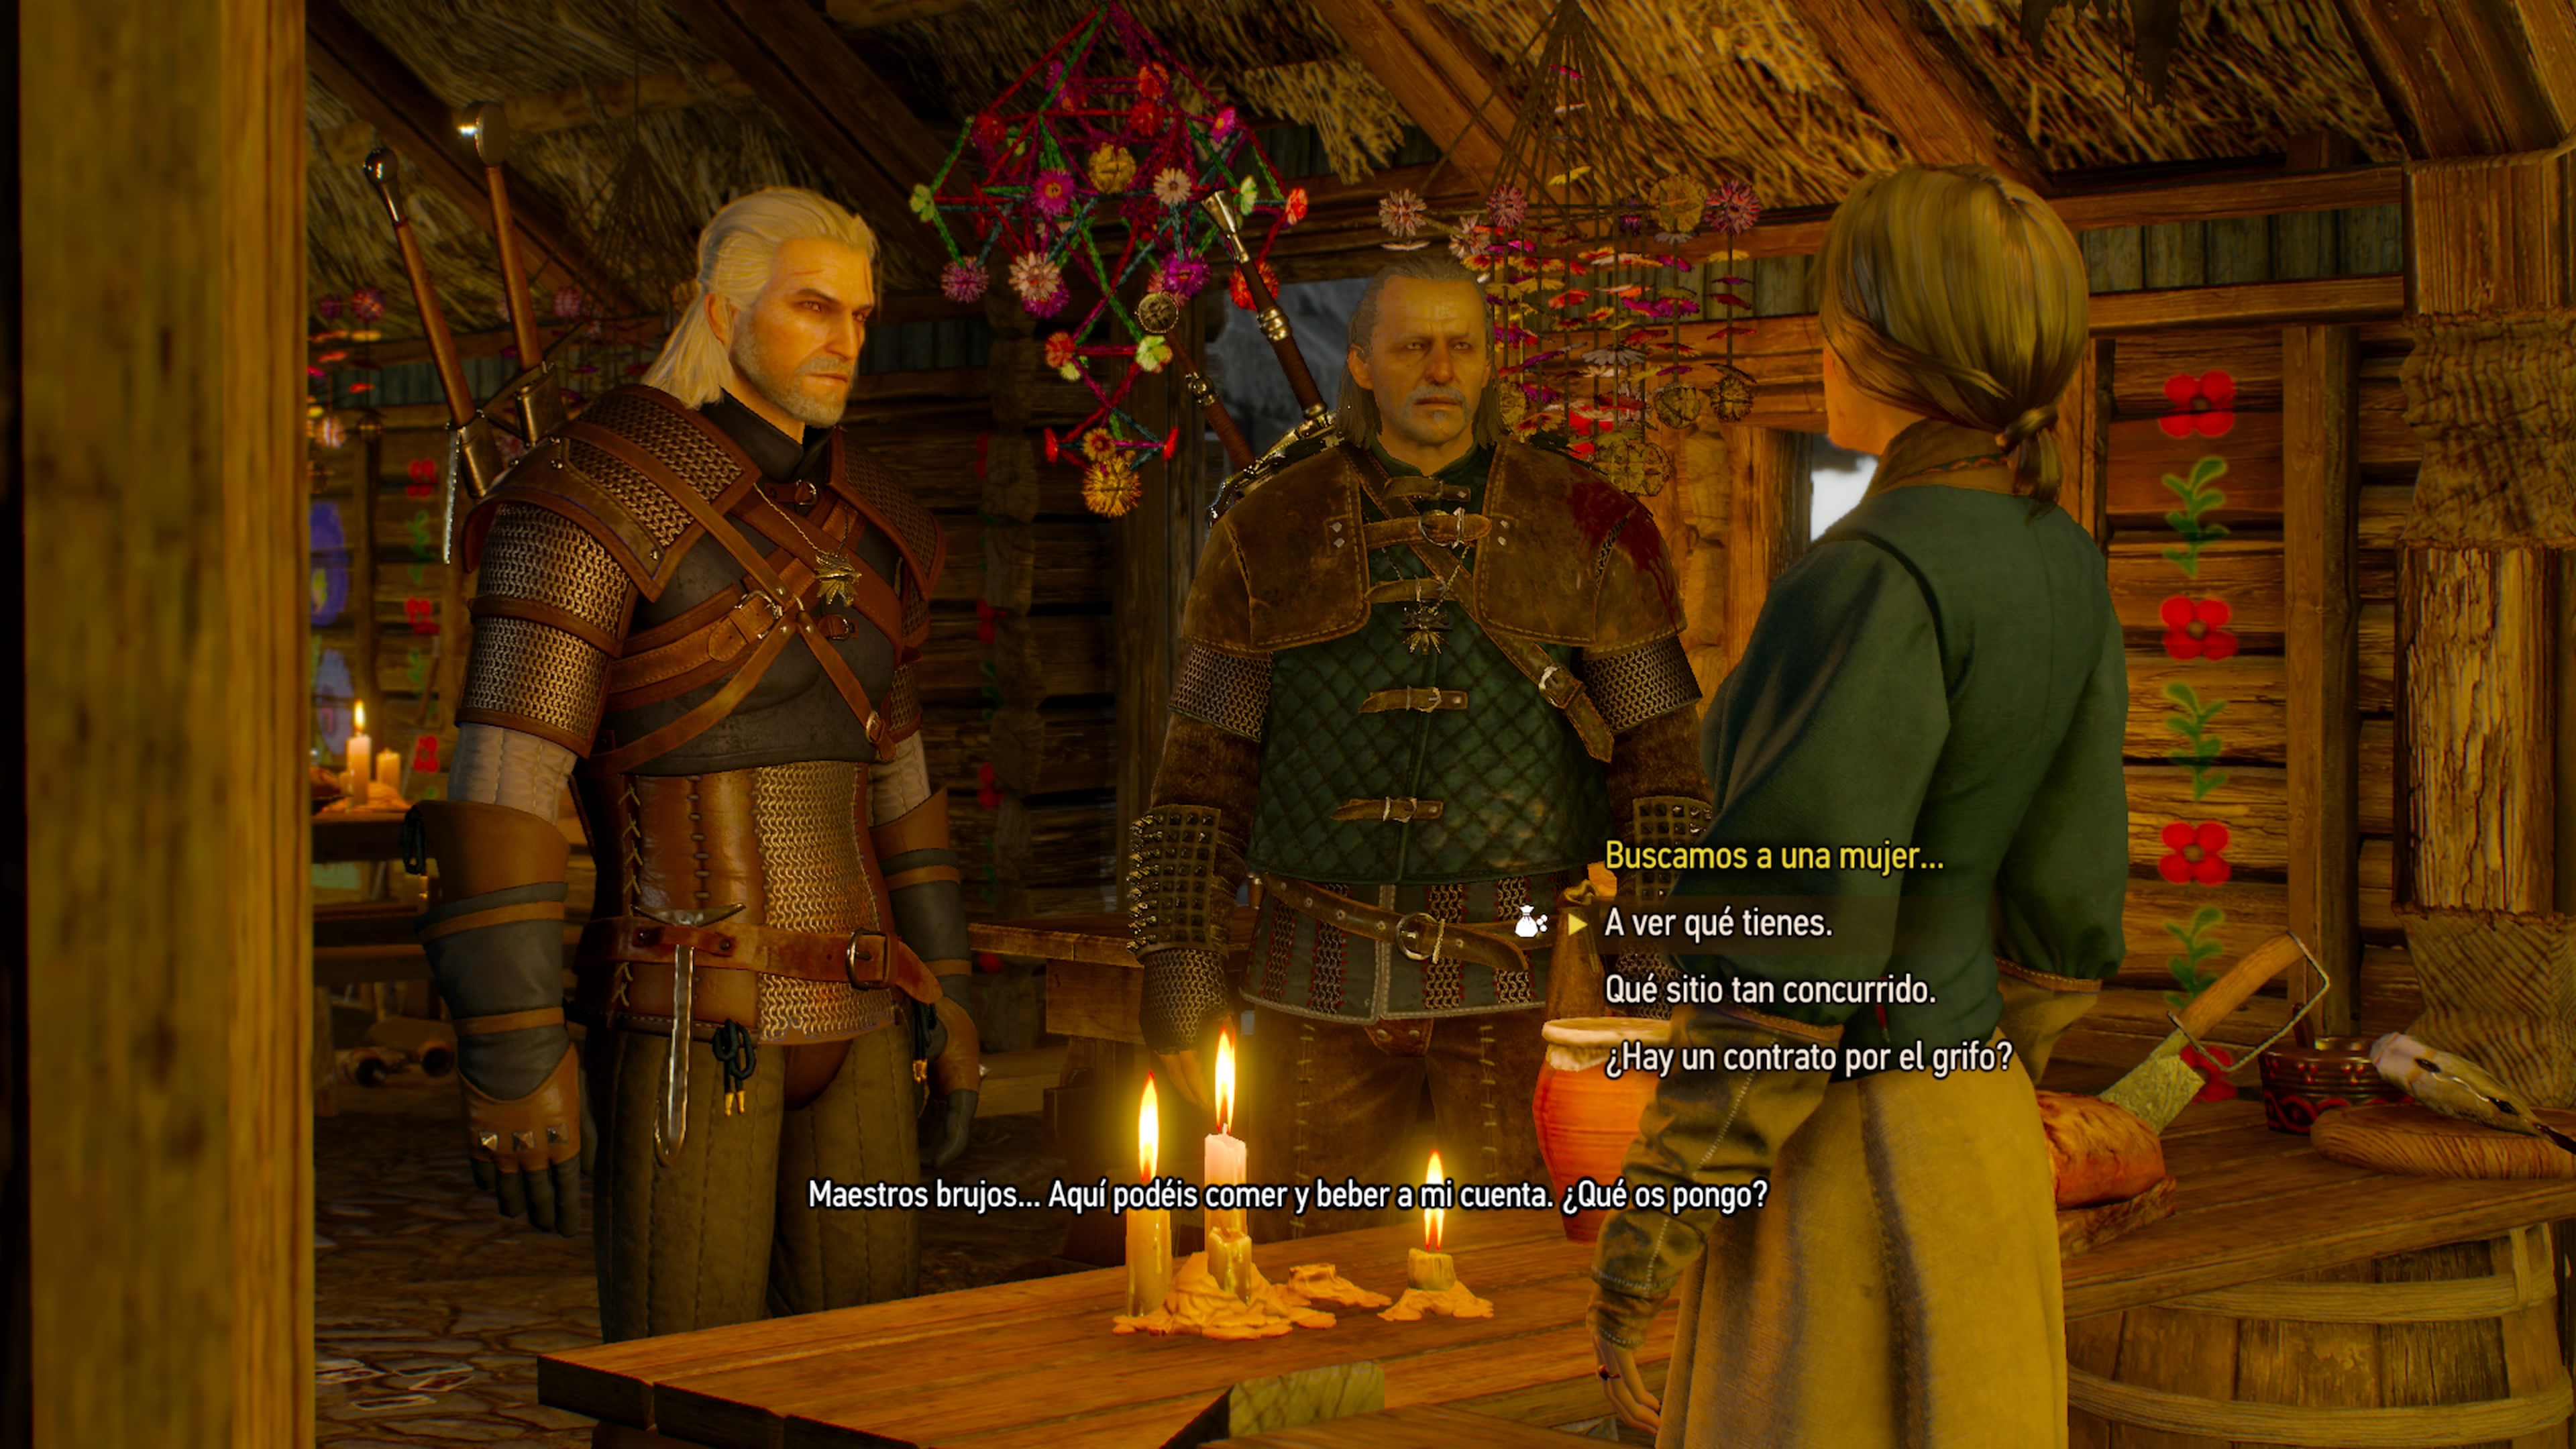 Buscamos a una mujer...
A ver qué tienes.
Qué sitio tan concurrido.
¿Hay un contrato por el grifo?
Maestros brujos... Aquí podéis comer y beber a mi cuenta. ¿Qué os pongo?